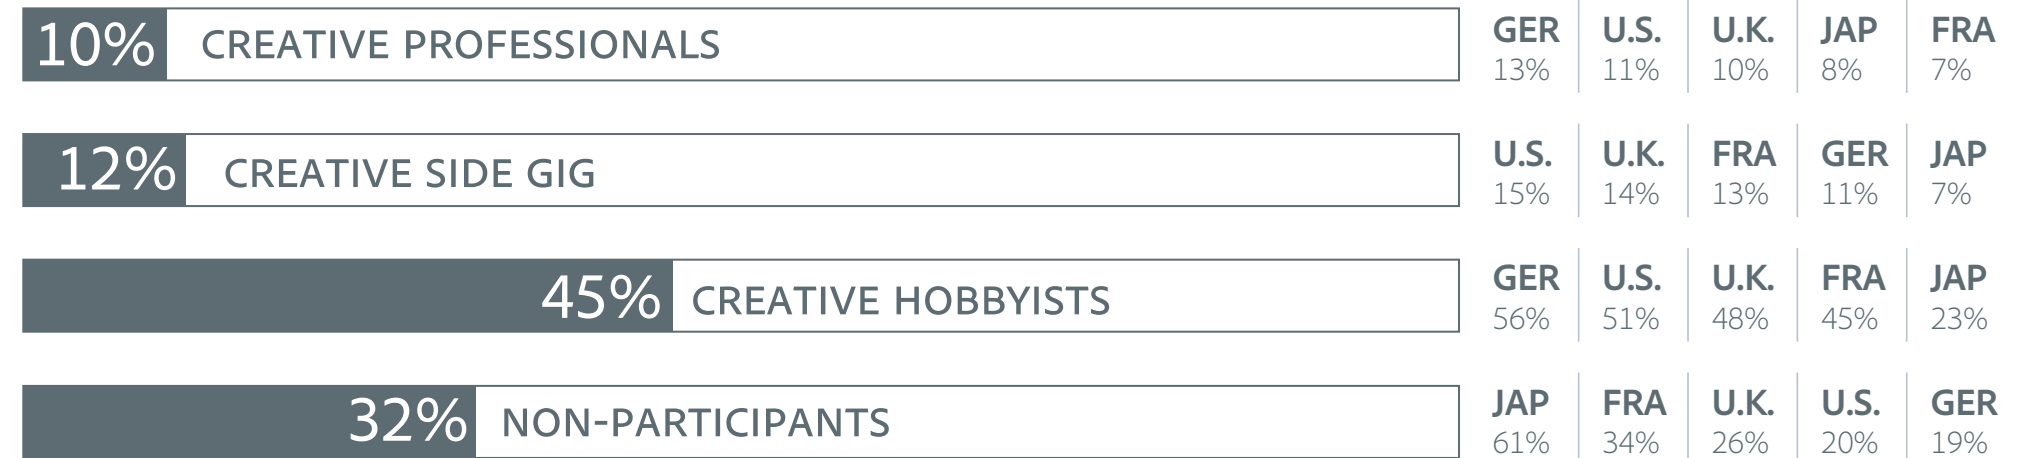 10% CREATIVE PROFESSIONALS
GER U.S. U.K. JAP FRA
13% 11% 10% 8% 7%
12% CREATIVE SIDE GIG
U.S. U.K. FRA GER JAP
15% 14% 13% 11% 7%
45% CREATIVE HOBBYISTS
GER U.S. U.K. FRA JAP
56% 51% 48% 45% 23%
32% NON-PARTICIPANTS
JAP FRA U.K. U.S. GER
61% 34% 26% 20% 19%